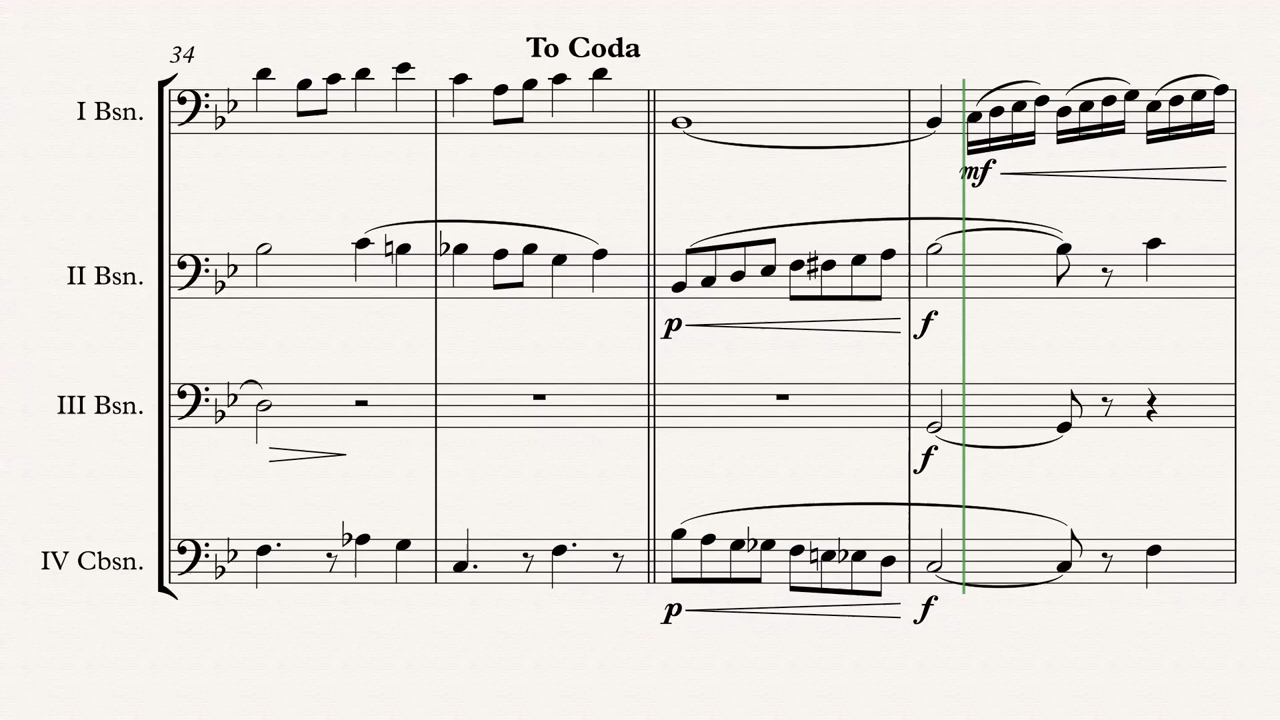 To Coda
34
I Bsn.
mf
II Bsn.
p f
III Bsn.
f
IV Cbsn.
p f